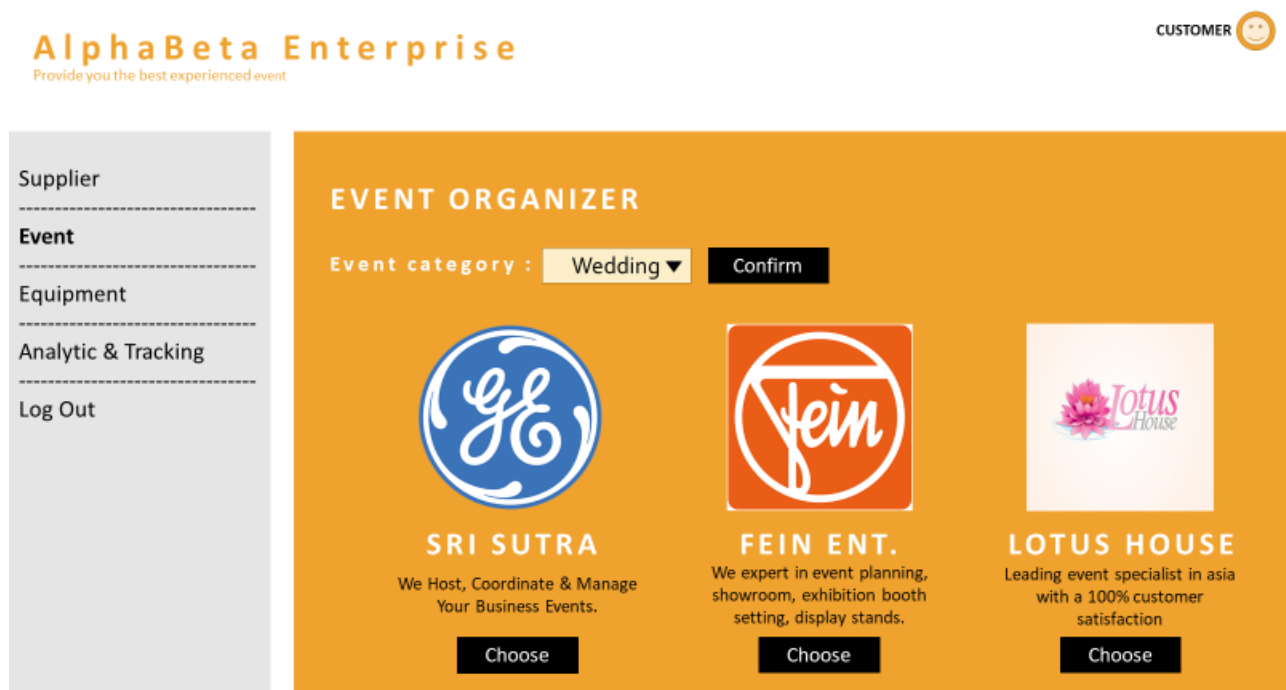 CUSTOMER
AlphaBeta Enterprise
Provide you the best experienced event
Supplier
--------------------------------
Event
--------------------------------
Equipment
--------------------------------
Analytic & Tracking
--------------------------------
Log Out
EVENT ORGANIZER
Event category :
Wedding ▼
Confirm
GE
SRI SUTRA
We Host, Coordinate & Manage
Your Business Events.
Choose
fein
FEIN ENT.
We expert in event planning,
showroom, exhibition booth
setting, display stands.
Choose
Lotus
House
LOTUS HOUSE
Leading event specialist in asia
with a 100% customer
satisfaction
Choose